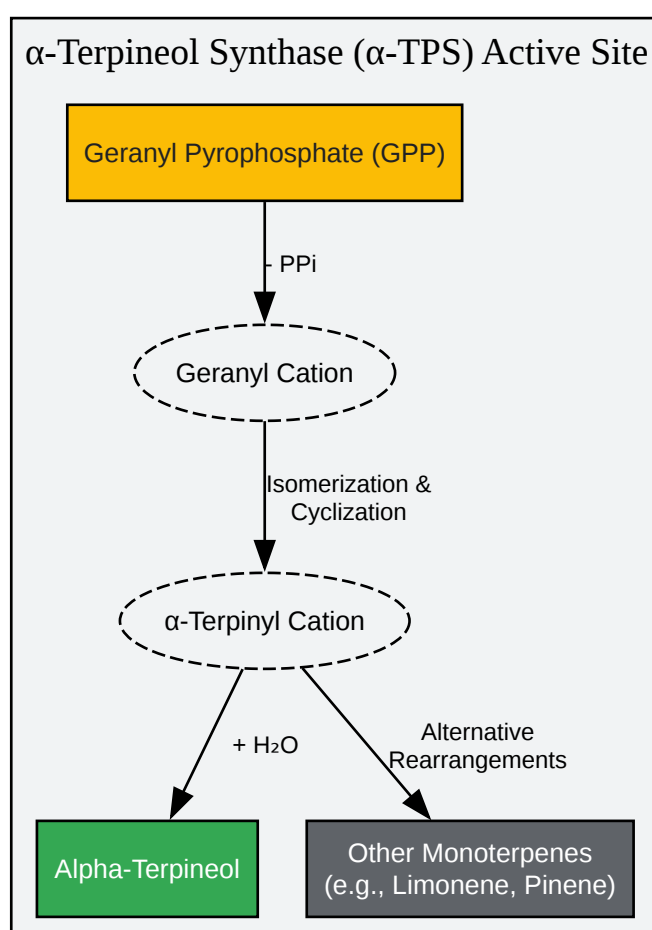 α-Terpineol Synthase (α-TPS) Active Site
Geranyl Pyrophosphate (GPP)
- PPi
Geranyl Cation
Isomerization &
Cyclization
α-Terpinyl Cation
+ H₂O
Alternative
Rearrangements
Alpha-Terpineol
Other Monoterpenes
(e.g., Limonene, Pinene)